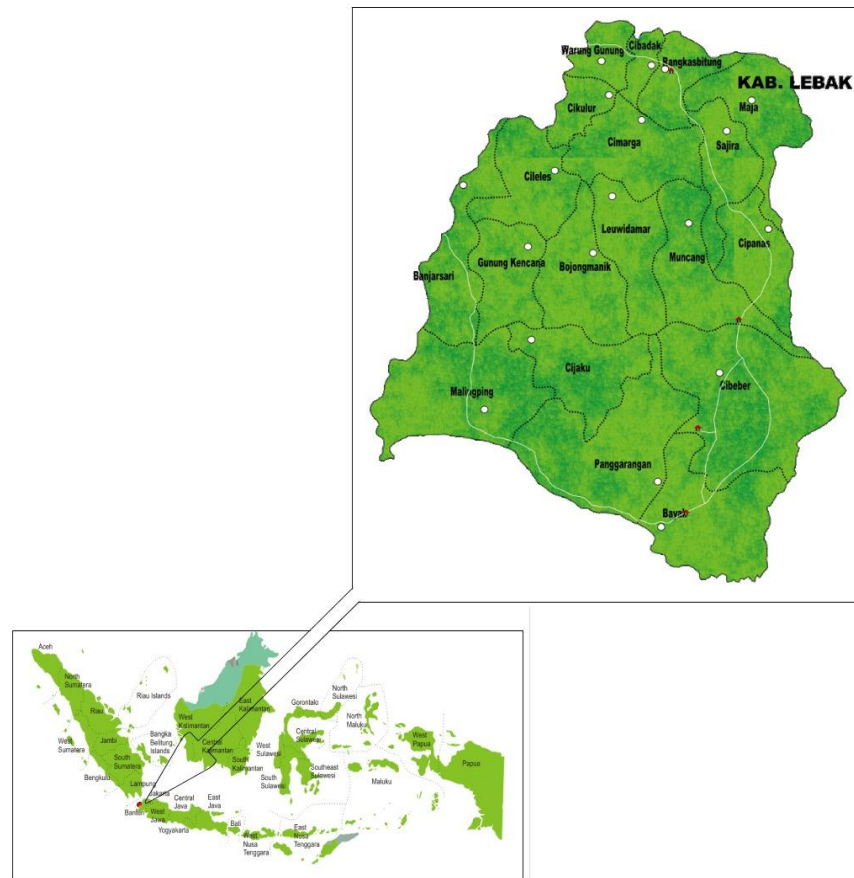 Cibadak
Warung Gunung
Rangkasbitung
KAB. LEBAK
Maja
Cikulur
Cimarga
Sajira
Cileles
Leuwidamar
Cipanas
Muncang
Gunung Kencana
Bojongmanik
Banjarsari
Cijaku
Cibeber
Malingping
Panggarangan
Bayah
Aceh
North
Sumatera
Riau Islands
Riau
West
Sumatera
Jambi
Bangka
Belitung,
Islands
South
Sumatera
Bengkulu
Lampung
Jakarta
Banten
West
Jawa
Central
Java
East
Java
Yogyakarta
Bali
West
Nusa
Tenggara
East
Nusa
Tenggara
West
Kalimantan
Central
Kalimantan
East
Kalimantan
South
Kalimantan
West
Sulawesi
South
Sulawesi
Gorontalo
Central
Sulawesi
Southeast
Sulawesi
North
Sulawesi
North
Maluku
Maluku
West
Papua
Papua